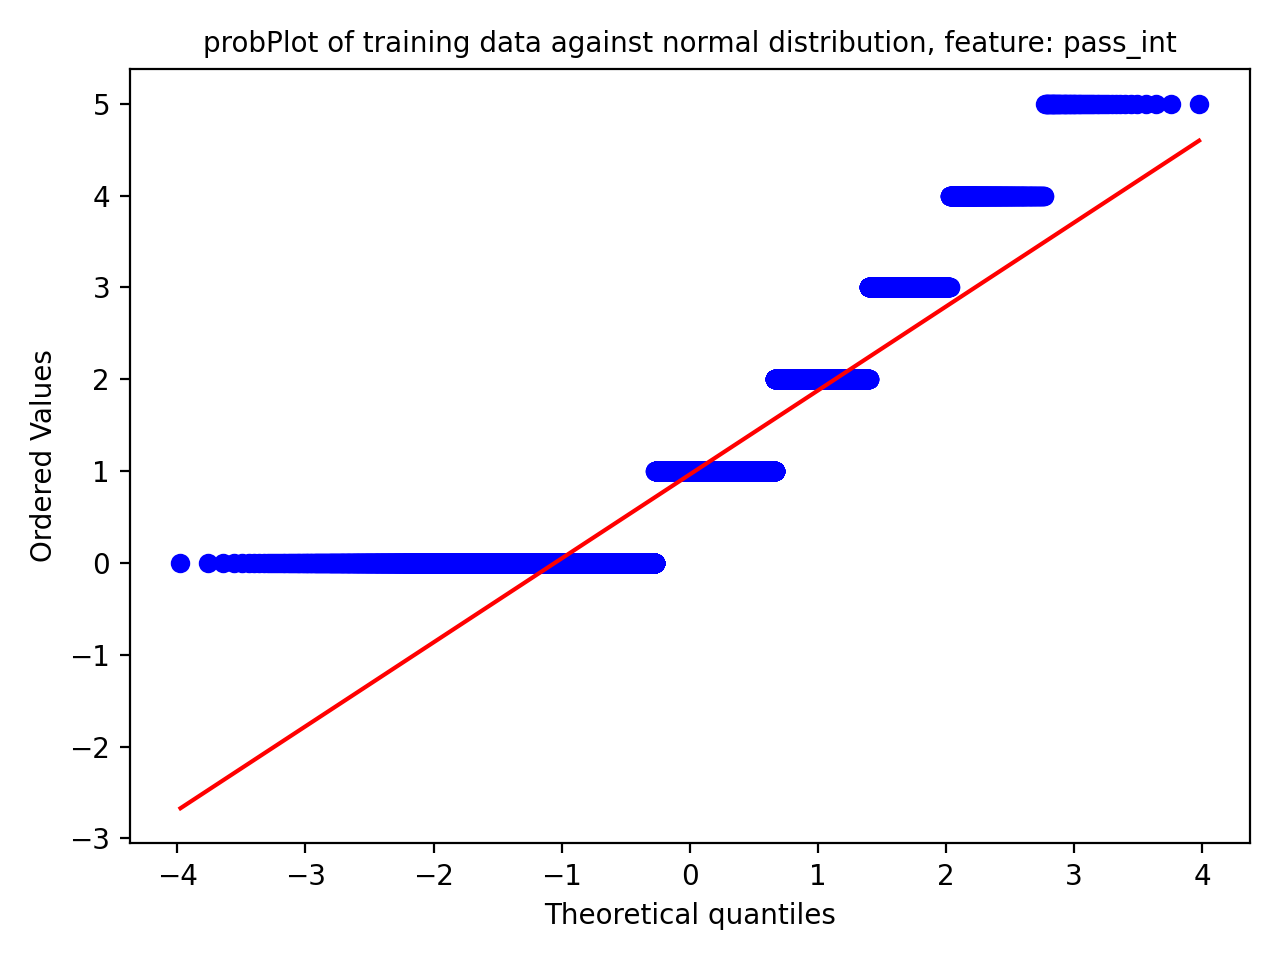 probPlot of training data against normal distribution, feature: pass_int
5
4
3
2
1
0
−1
−2
−3
Ordered Values
−4 −3 −2 −1 0 1 2 3 4
Theoretical quantiles